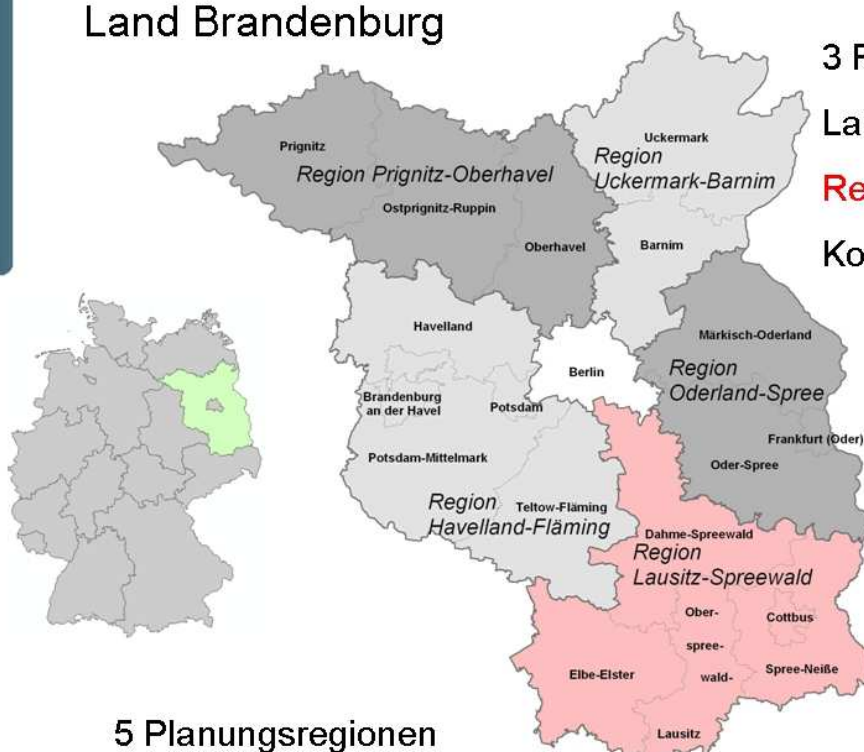 Land Brandenburg
3
La
Re
Ko
Prignitz
Region Prignitz-Oberhavel
Ostprignitz-Ruppin
Oberhavel
Uckermark
Region
Uckermark-Barnim
Barnim
Havelland
Märkisch-Oderland
Berlin
Region
Oderland-Spree
Brandenburg
an der Havel
Potsdam
Frankfurt (Oder)
Potsdam-Mittelmark
Oder-Spree
Region
Havelland-Fläming
Teltow-Fläming
Dahme-Spreewald
Region
Lausitz-Spreewald
Ober-
spree-
wald-
Lausitz
Cottbus
Elbe-Elster
Spree-Neiße
5 Planungsregionen